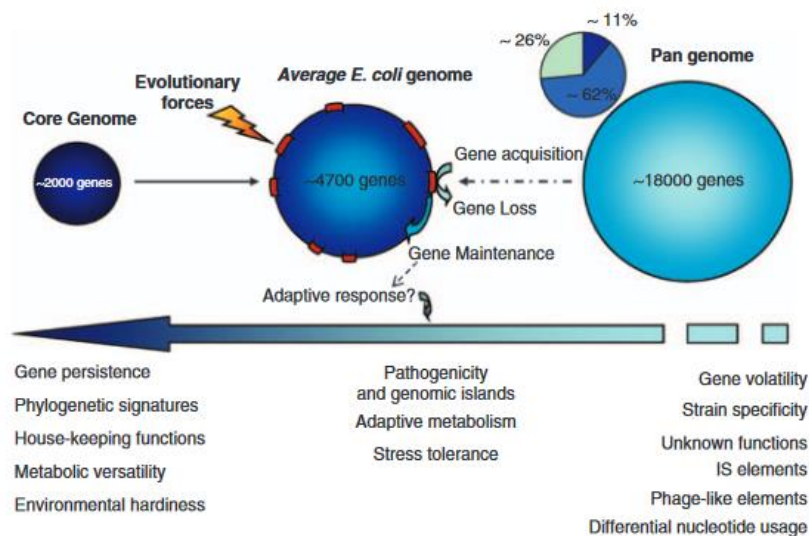 ~ 11%
~ 26%
~ 62%
Pan genome
Average E. coli genome
Evolutionary
forces
Core Genome
~2000 genes
~4700 genes
Gene acquisition
Gene Loss
~18000 genes
Gene Maintenance
Adaptive response?
Gene persistence
Phylogenetic signatures
House-keeping functions
Metabolic versatility
Environmental hardiness
Pathogenicity
and genomic islands
Adaptive metabolism
Stress tolerance
Gene volatility
Strain specificity
Unknown functions
IS elements
Phage-like elements
Differential nucleotide usage